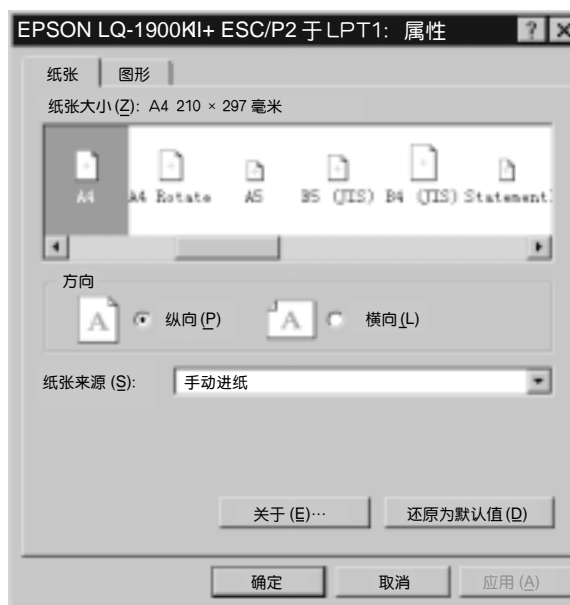 EPSON LQ-1900KII+ ESC/P2 于 LPT1: 属性
纸张 图形
纸张大小(Z): A4 210 × 297 毫米
A4 A4 Rotate A5 B5 (JIS) B4 (JIS) Statement
方向
A 纵向(P) A 横向(L)
纸张来源(S): 手动进纸
关于(E)… 还原为默认值(D)
确定 取消 应用(A)